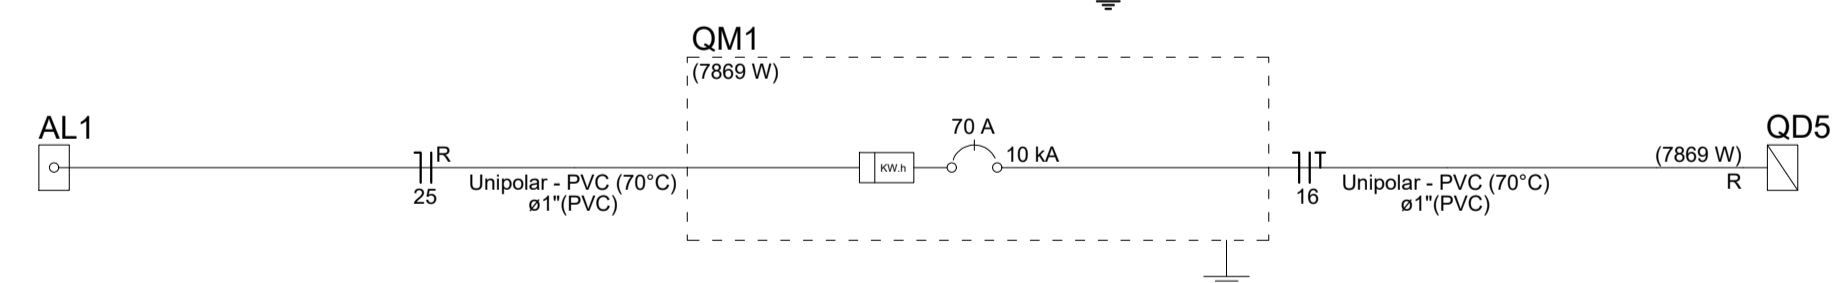 QM1
(7869 W)
AL1
R
25
Unipolar - PVC (70°C)
ø1"(PVC)
KW.h
70 A
10 kA
T
16
Unipolar - PVC (70°C)
ø1"(PVC)
QD5
(7869 W)
R